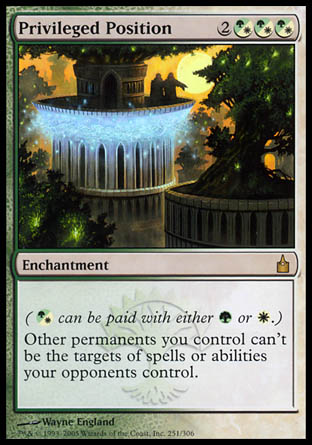 Privileged Position 2
Enchantment
( can be paid with either or .)
Other permanents you control can't
be the targets of spells or abilities
your opponents control.
Wayne England
™& © 1993–2005 Wizards of the Coast, Inc. 251/306